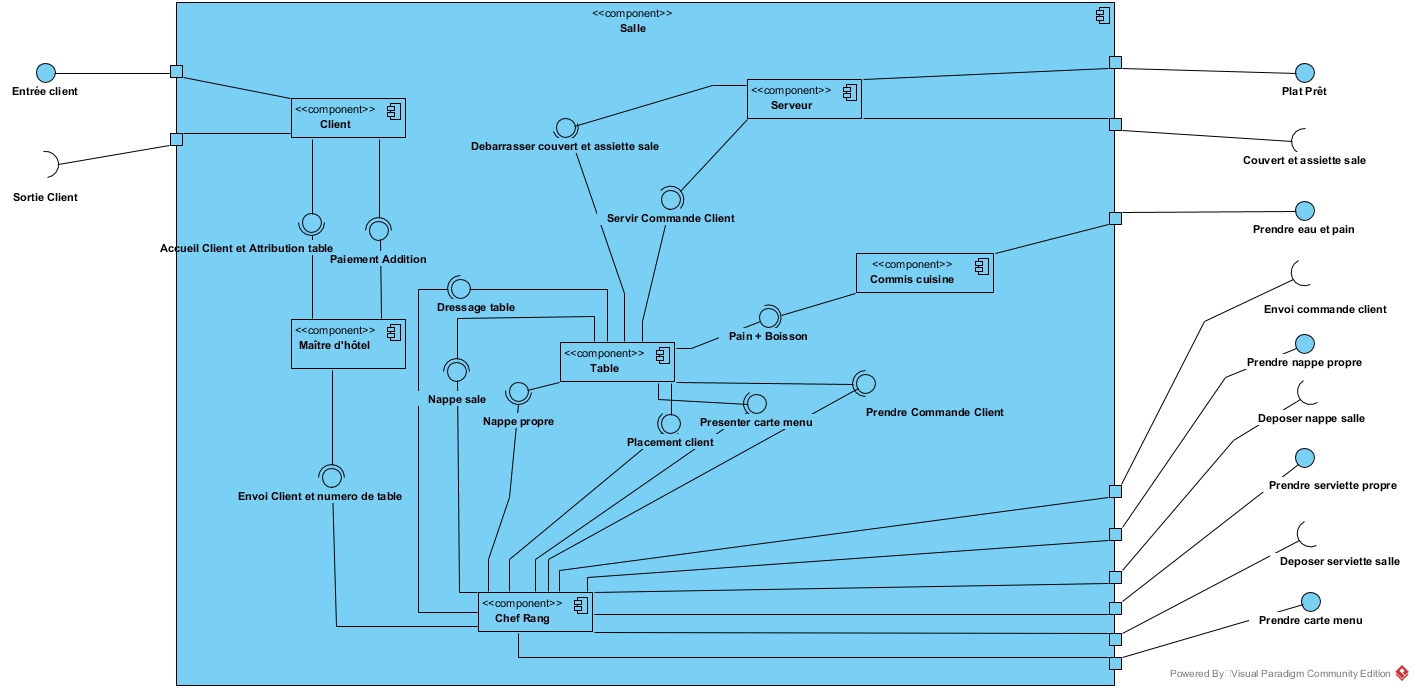 <<component>>
Salle
Entrée client
Sortie Client
<<component>>
Client
<<component>>
Serveur
Plat Prêt
Debarrasser couvert et assiette sale
Couvert et assiette sale
Servir Commande Client
Accueil Client et Attribution table
Paiement Addition
Prendre eau et pain
<<component>>
Commis cuisine
Dressage table
Envoi commande client
<<component>>
Maître d'hôtel
Pain + Boisson
<<component>>
Table
Prendre nappe propre
Nappe sale
Nappe propre
Prendre Commande Client
Presenter carte menu
Placement client
Deposer nappe salle
Envoi Client et numero de table
Prendre serviette propre
Deposer serviette salle
<<component>>
Chef Rang
Prendre carte menu
Powered By Visual Paradigm Community Edition